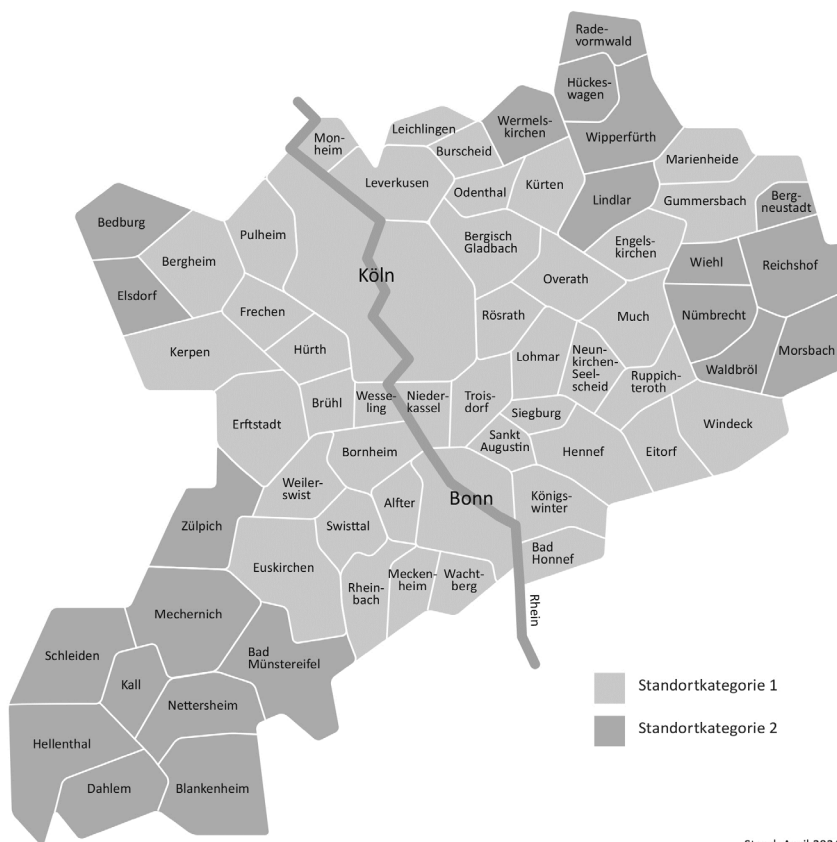 Rade-
vormwald
Hückes-
wagen
Wermels-
kirchen
Wipperfürth
Leichlingen
Mon-
heim
Burscheid
Marienheide
Leverkusen
Odenthal
Kürten
Lindlar
Gummersbach
Berg-
neustadt
Bedburg
Pulheim
Bergisch
Gladbach
Engels-
kirchen
Bergheim
Wiehl
Reichshof
Köln
Overath
Elsdorf
Frechen
Rösrath
Much
Nümbrecht
Kerpen
Hürth
Lohmar
Neun-
kirchen-
Seel-
scheid
Ruppich-
teroth
Waldbröl
Morsbach
Brühl
Wesse-
ling
Nieder-
kassel
Trois-
dorf
Siegburg
Erftstadt
Windeck
Sankt
Augustin
Bornheim
Hennef
Eitorf
Weiler-
swist
Alfter
Bonn
Königs-
winter
Zülpich
Swisttal
Bad
Honnef
Euskirchen
Rhein-
bach
Mecken-
heim
Wacht-
berg
Rhein
Mechernich
Schleiden
Bad
Münstereifel
Kall
Nettersheim
Hellenthal
Dahlem
Blankenheim
Standortkategorie 1
Standortkategorie 2